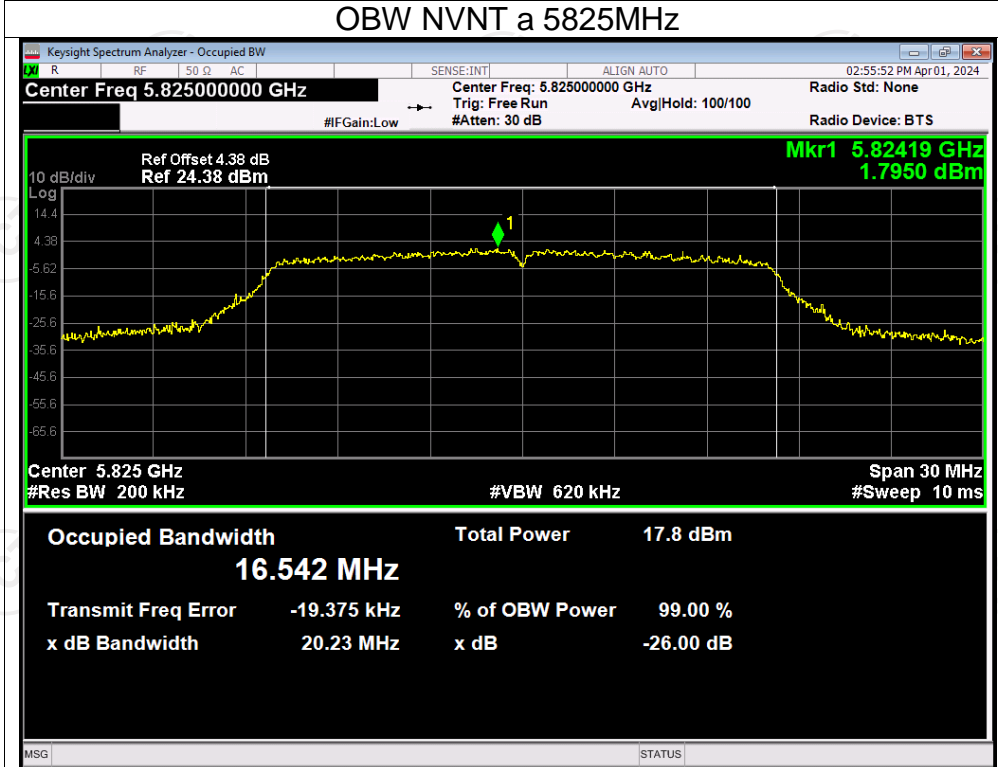 OBW NVNT a 5825MHz
Keysight Spectrum Analyzer - Occupied BW
LXI R RF 50 Ω AC SENSE:INT ALIGN AUTO 02:55:52 PM Apr 01, 2024
Center Freq 5.825000000 GHz
Center Freq: 5.825000000 GHz Radio Std: None
Trig: Free Run Avg|Hold: 100/100
#IFGain:Low #Atten: 30 dB Radio Device: BTS
Mkr1 5.82419 GHz
1.7950 dBm
Ref Offset 4.38 dB
10 dB/div Ref 24.38 dBm
Log
14.4
4.38
-5.62
-15.6
-25.6
-35.6
-45.6
-55.6
-65.6
1
Center 5.825 GHz Span 30 MHz
#Res BW 200 kHz #VBW 620 kHz #Sweep 10 ms
Occupied Bandwidth Total Power 17.8 dBm
16.542 MHz
Transmit Freq Error -19.375 kHz % of OBW Power 99.00 %
x dB Bandwidth 20.23 MHz x dB -26.00 dB
MSG STATUS